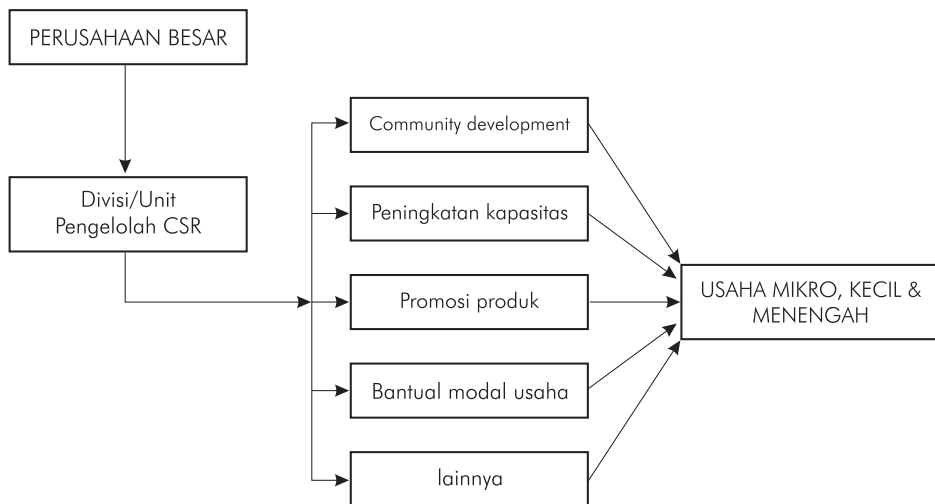 PERUSAHAAN BESAR
Divisi/Unit
Pengelolah CSR
Community development
Peningkatan kapasitas
Promosi produk
Bantual modal usaha
lainnya
USAHA MIKRO, KECIL &
MENENGAH